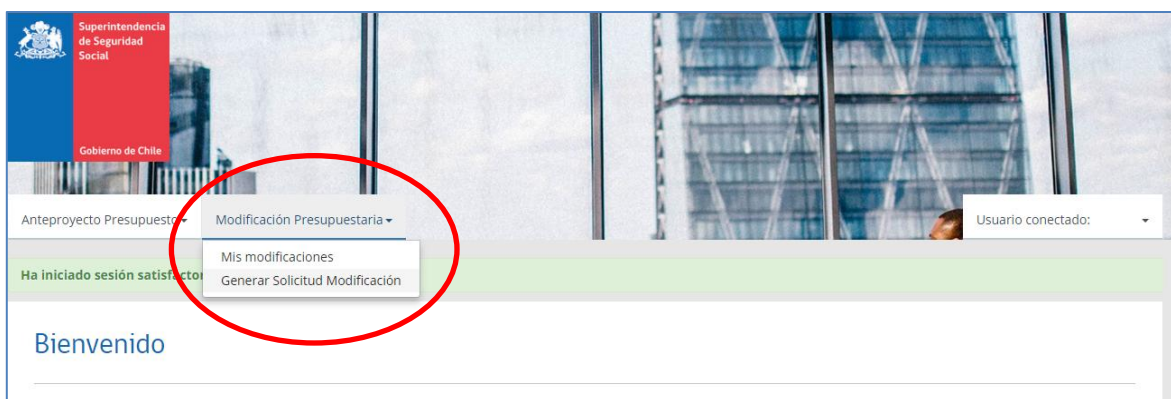 Superintendencia
de Seguridad
Social
Gobierno de Chile
Anteproyecto Presupuesto
Modificación Presupuestaria
Usuario conectado:
Mis modificaciones
Generar Solicitud Modificación
Ha iniciado sesión
Bienvenido